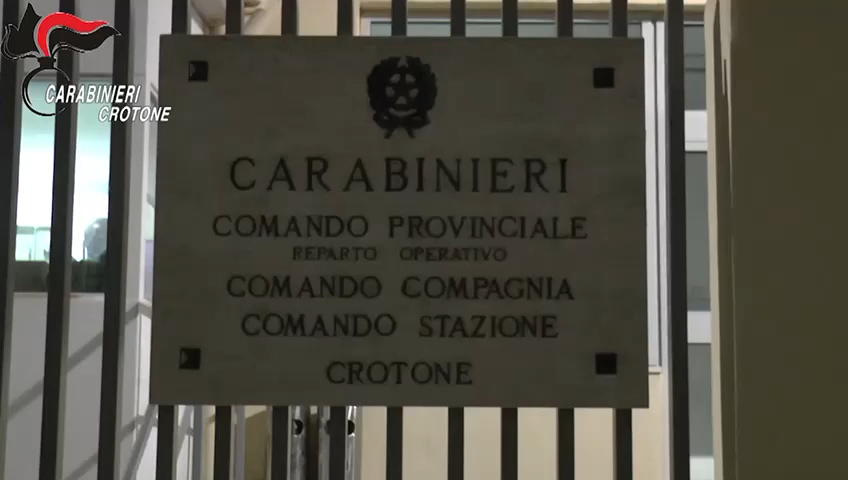 CARABINIERI
CROTONE
CARABINIERI
COMANDO PROVINCIALE
REPARTO OPERATIVO
COMANDO COMPAGNIA
COMANDO STAZIONE
CROTONE